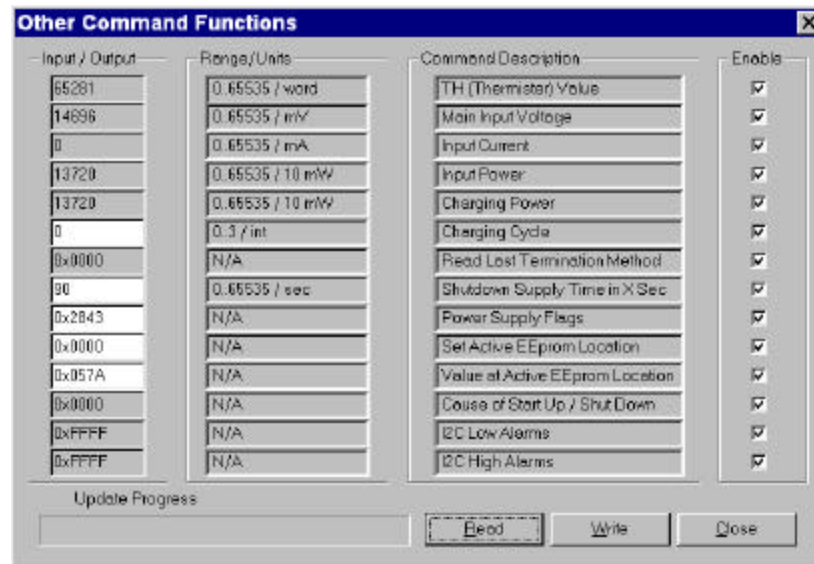 Other Command Functions
Input / Output Range/Units Command Description Enable
65281 0..65535 / word TH (Thermister) Value
14696 0..65535 / mV Main Input Voltage
0 0..65535 / mA Input Current
13720 0..65535 / 10 mW Input Power
13720 0..65535 / 10 mW Charging Power
0 0..3 / int Charging Cycle
0x0000 N/A Read Last Termination Method
90 0..65535 / sec Shutdown Supply Time in X Sec
0x2843 N/A Power Supply Flags
0x0000 N/A Set Active EEprom Location
0x057A N/A Value at Active EEprom Location
0x0000 N/A Cause of Start Up / Shut Down
0xFFFF N/A I2C Low Alarms
0xFFFF N/A I2C High Alarms
Update Progress
Read Write Close